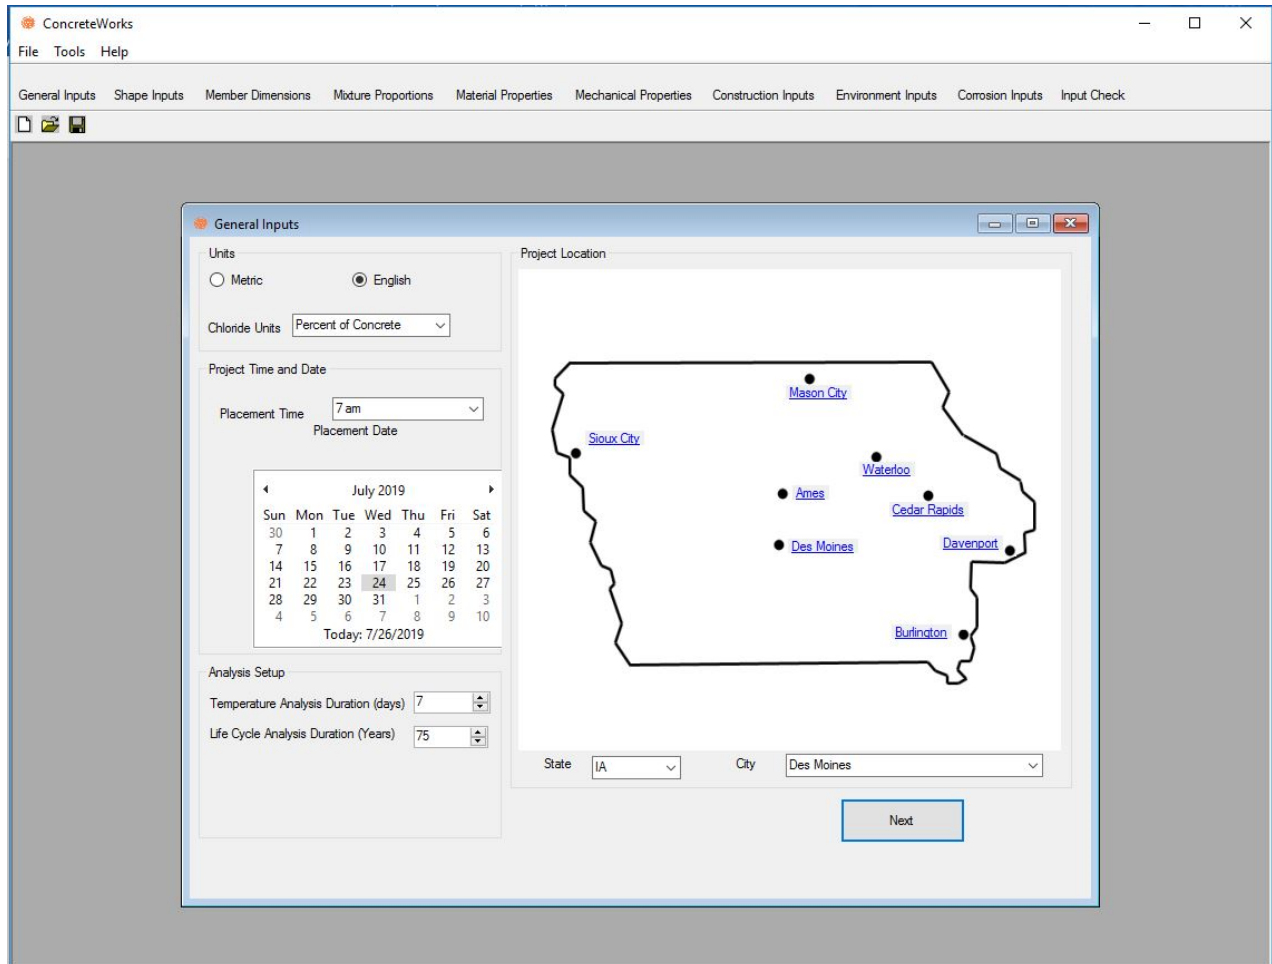 ConcreteWorks
File Tools Help
General Inputs Shape Inputs Member Dimensions Mixture Proportions Material Properties Mechanical Properties Construction Inputs Environment Inputs Corrosion Inputs Input Check
General Inputs
Units
Metric English
Chloride Units Percent of Concrete
Project Time and Date
Placement Time 7 am
Placement Date
July 2019
Sun Mon Tue Wed Thu Fri Sat
30 1 2 3 4 5 6
7 8 9 10 11 12 13
14 15 16 17 18 19 20
21 22 23 24 25 26 27
28 29 30 31 1 2 3
4 5 6 7 8 9 10
Today: 7/26/2019
Analysis Setup
Temperature Analysis Duration (days) 7
Life Cycle Analysis Duration (Years) 75
Project Location
Mason City
Sioux City
Waterloo
Ames
Cedar Rapids
Des Moines
Davenport
Burlington
State IA City Des Moines
Next